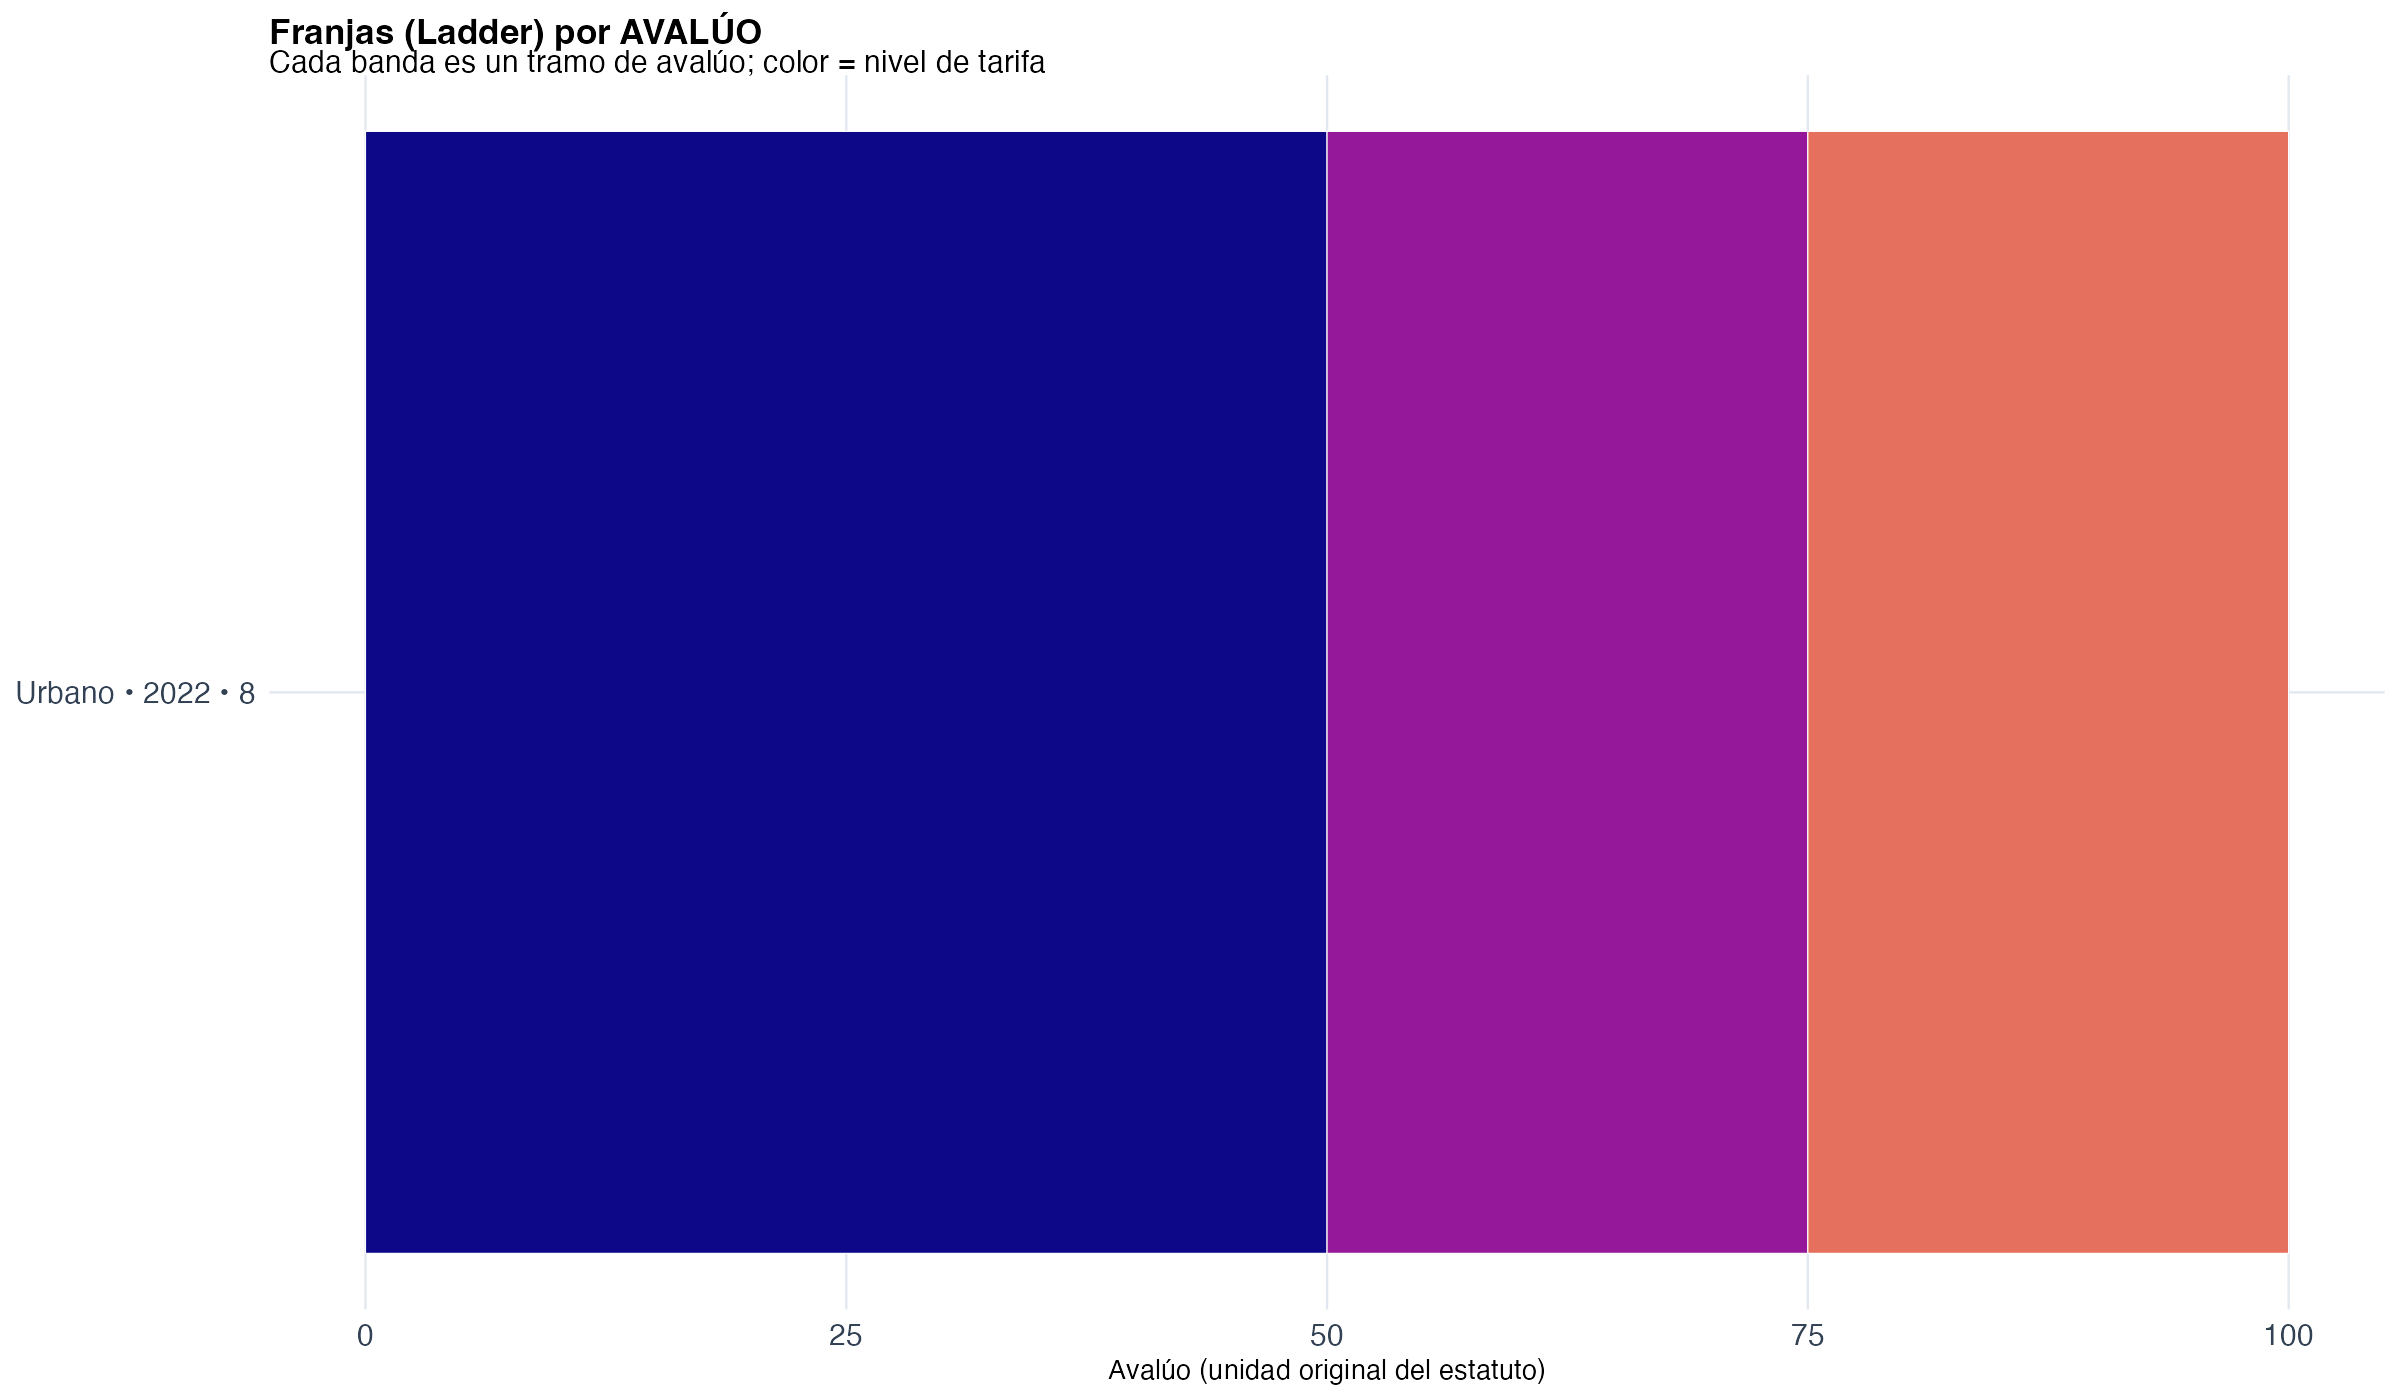 Franjas (Ladder) por AVALÚO
Cada banda es un tramo de avalúo; color = nivel de tarifa
Urbano • 2022 • 8
0 25 50 75 100
Avalúo (unidad original del estatuto)